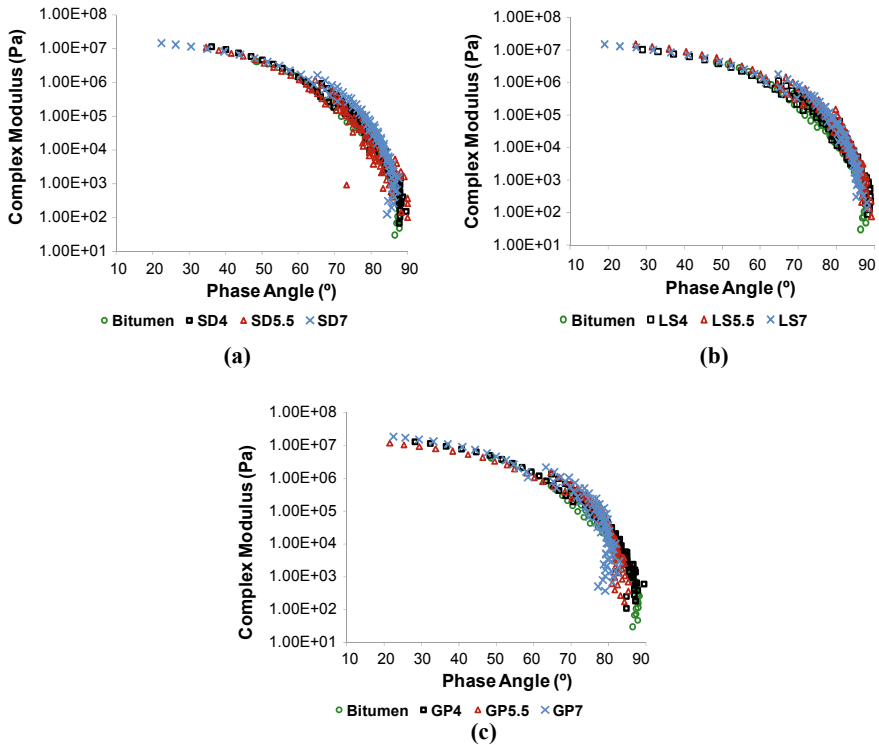 Complex Modulus (Pa)
1.00E+08
1.00E+07
1.00E+06
1.00E+05
1.00E+04
1.00E+03
1.00E+02
1.00E+01
10 20 30 40 50 60 70 80 90
Phase Angle (º)
Bitumen SD4 SD5.5 SD7
(a)
Complex Modulus (Pa)
1.00E+08
1.00E+07
1.00E+06
1.00E+05
1.00E+04
1.00E+03
1.00E+02
1.00E+01
10 20 30 40 50 60 70 80 90
Phase Angle (º)
Bitumen LS4 LS5.5 LS7
(b)
Complex Modulus (Pa)
1.00E+08
1.00E+07
1.00E+06
1.00E+05
1.00E+04
1.00E+03
1.00E+02
1.00E+01
10 20 30 40 50 60 70 80 90
Phase Angle (º)
Bitumen GP4 GP5.5 GP7
(c)